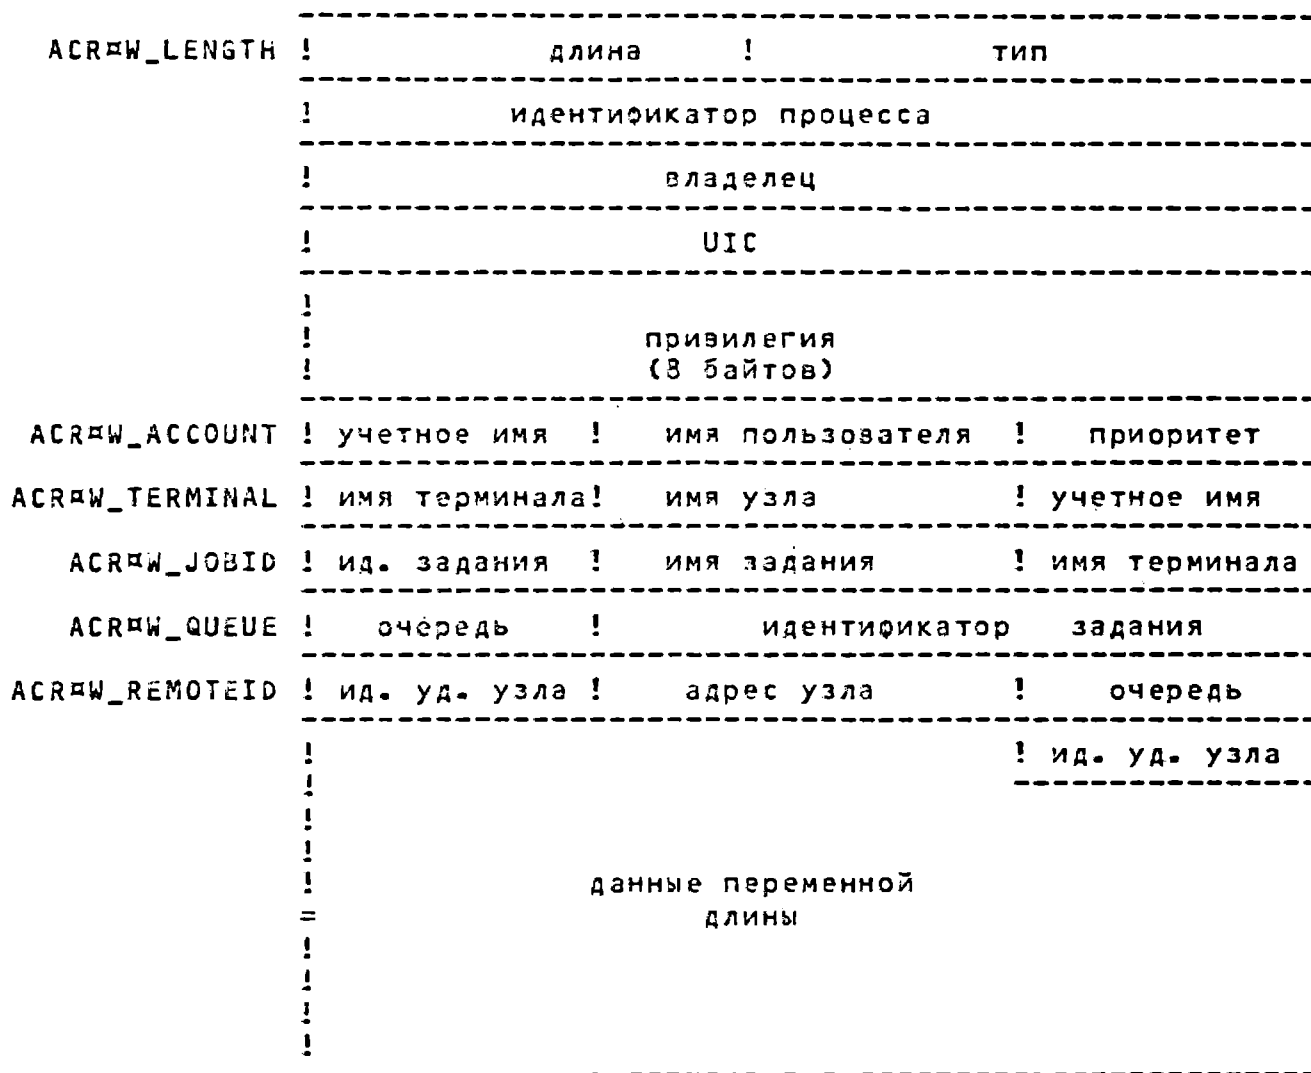 ACR¤W_LENGTH ! длина ! тип
! идентификатор процесса
! владелец
! UIC
!
! привилегия
! (8 байтов)
ACR¤W_ACCOUNT ! учетное имя ! имя пользователя ! приоритет
ACR¤W_TERMINAL ! имя терминала! имя узла ! учетное имя
ACR¤W_JOBID ! ид. задания ! имя задания ! имя терминала
ACR¤W_QUEUE ! очередь ! идентификатор задания
ACR¤W_REMOTEID ! ид. уд. узла ! адрес узла ! очередь
! ! ид. уд. узла
!
!
!
! данные переменной
= длины
!
!
!
!